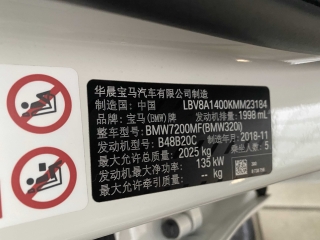 华晨宝马汽车有限公司制造
制造国：中国 LBV8A1400KMM23184
品牌：宝马(BMW)牌 发动机排量：1998 mL
整车型号：BMW7200MF(BMW320i)
发动机型号：B48B20C 制造年月：2018-11
最大允许总质量：2025 kg 乘坐人数：5
发动机最大净功率：135 kW
最大允许牵引质量：-- kg